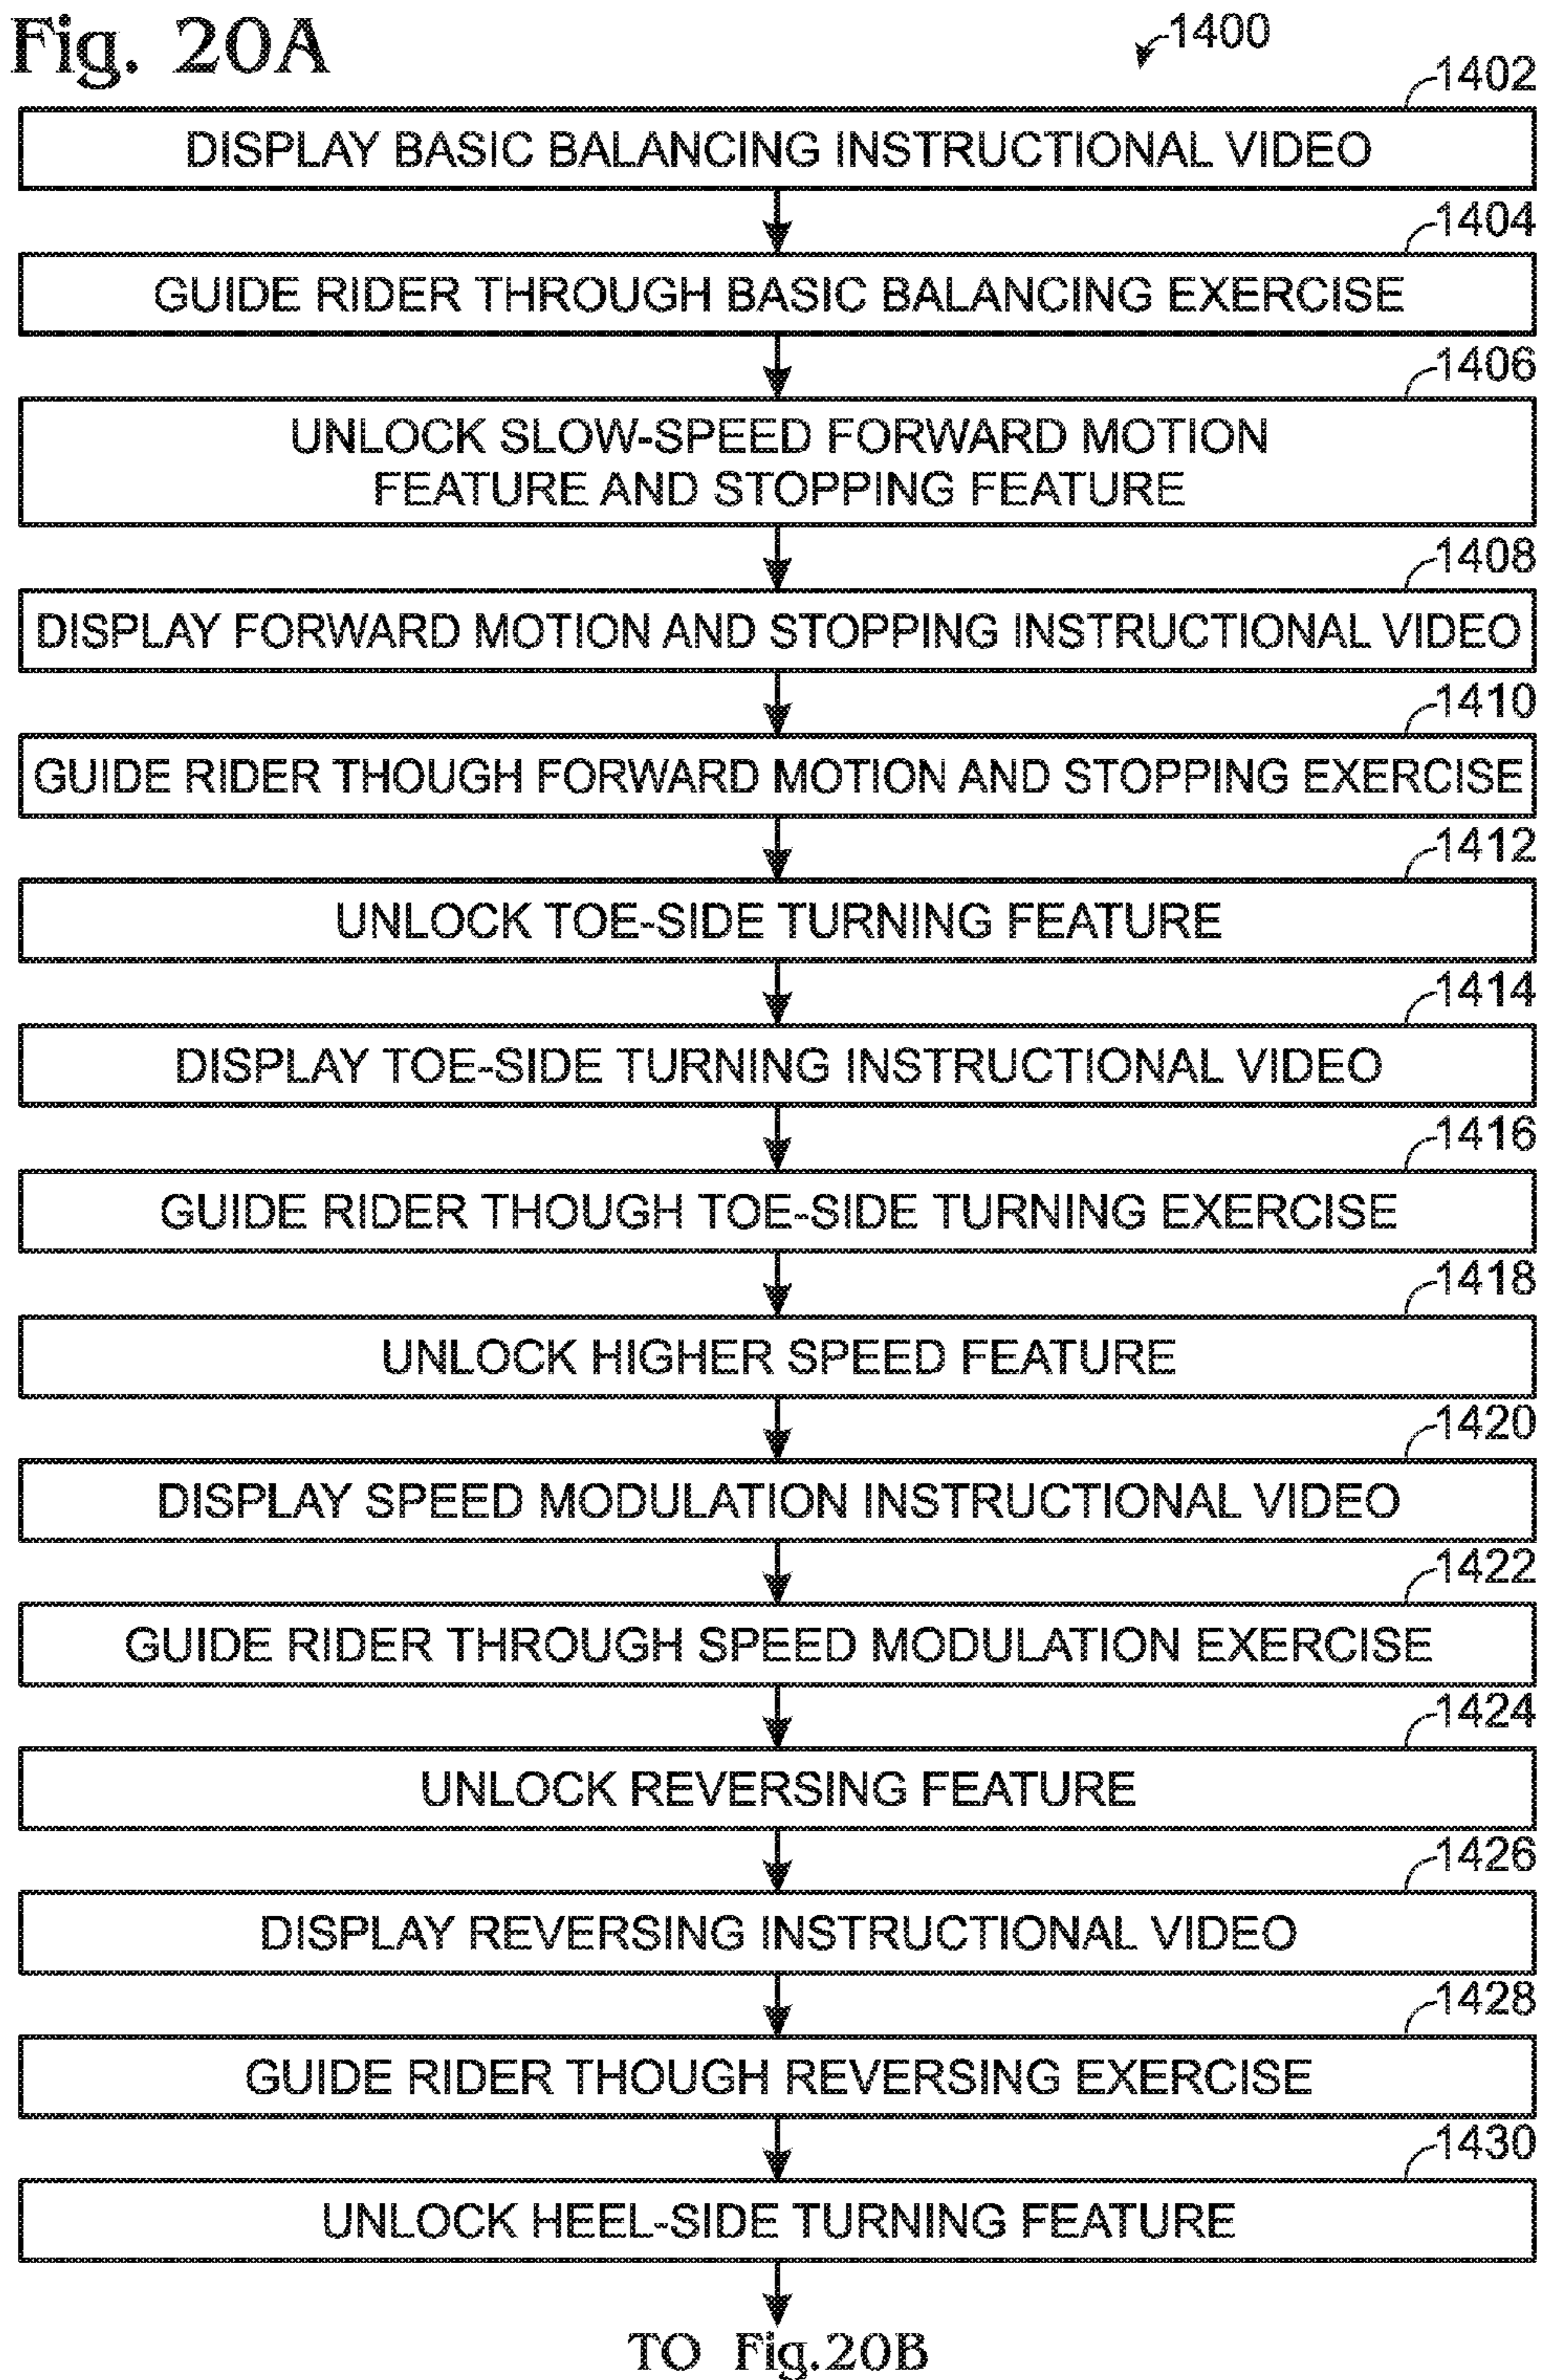 Fig. 20A
1400
1402
DISPLAY BASIC BALANCING INSTRUCTIONAL VIDEO
1404
GUIDE RIDER THROUGH BASIC BALANCING EXERCISE
1406
UNLOCK SLOW-SPEED FORWARD MOTION
FEATURE AND STOPPING FEATURE
1408
DISPLAY FORWARD MOTION AND STOPPING INSTRUCTIONAL VIDEO
1410
GUIDE RIDER THOUGH FORWARD MOTION AND STOPPING EXERCISE
1412
UNLOCK TOE-SIDE TURNING FEATURE
1414
DISPLAY TOE-SIDE TURNING INSTRUCTIONAL VIDEO
1416
GUIDE RIDER THOUGH TOE-SIDE TURNING EXERCISE
1418
UNLOCK HIGHER SPEED FEATURE
1420
DISPLAY SPEED MODULATION INSTRUCTIONAL VIDEO
1422
GUIDE RIDER THROUGH SPEED MODULATION EXERCISE
1424
UNLOCK REVERSING FEATURE
1426
DISPLAY REVERSING INSTRUCTIONAL VIDEO
1428
GUIDE RIDER THOUGH REVERSING EXERCISE
1430
UNLOCK HEEL-SIDE TURNING FEATURE
TO Fig.20B